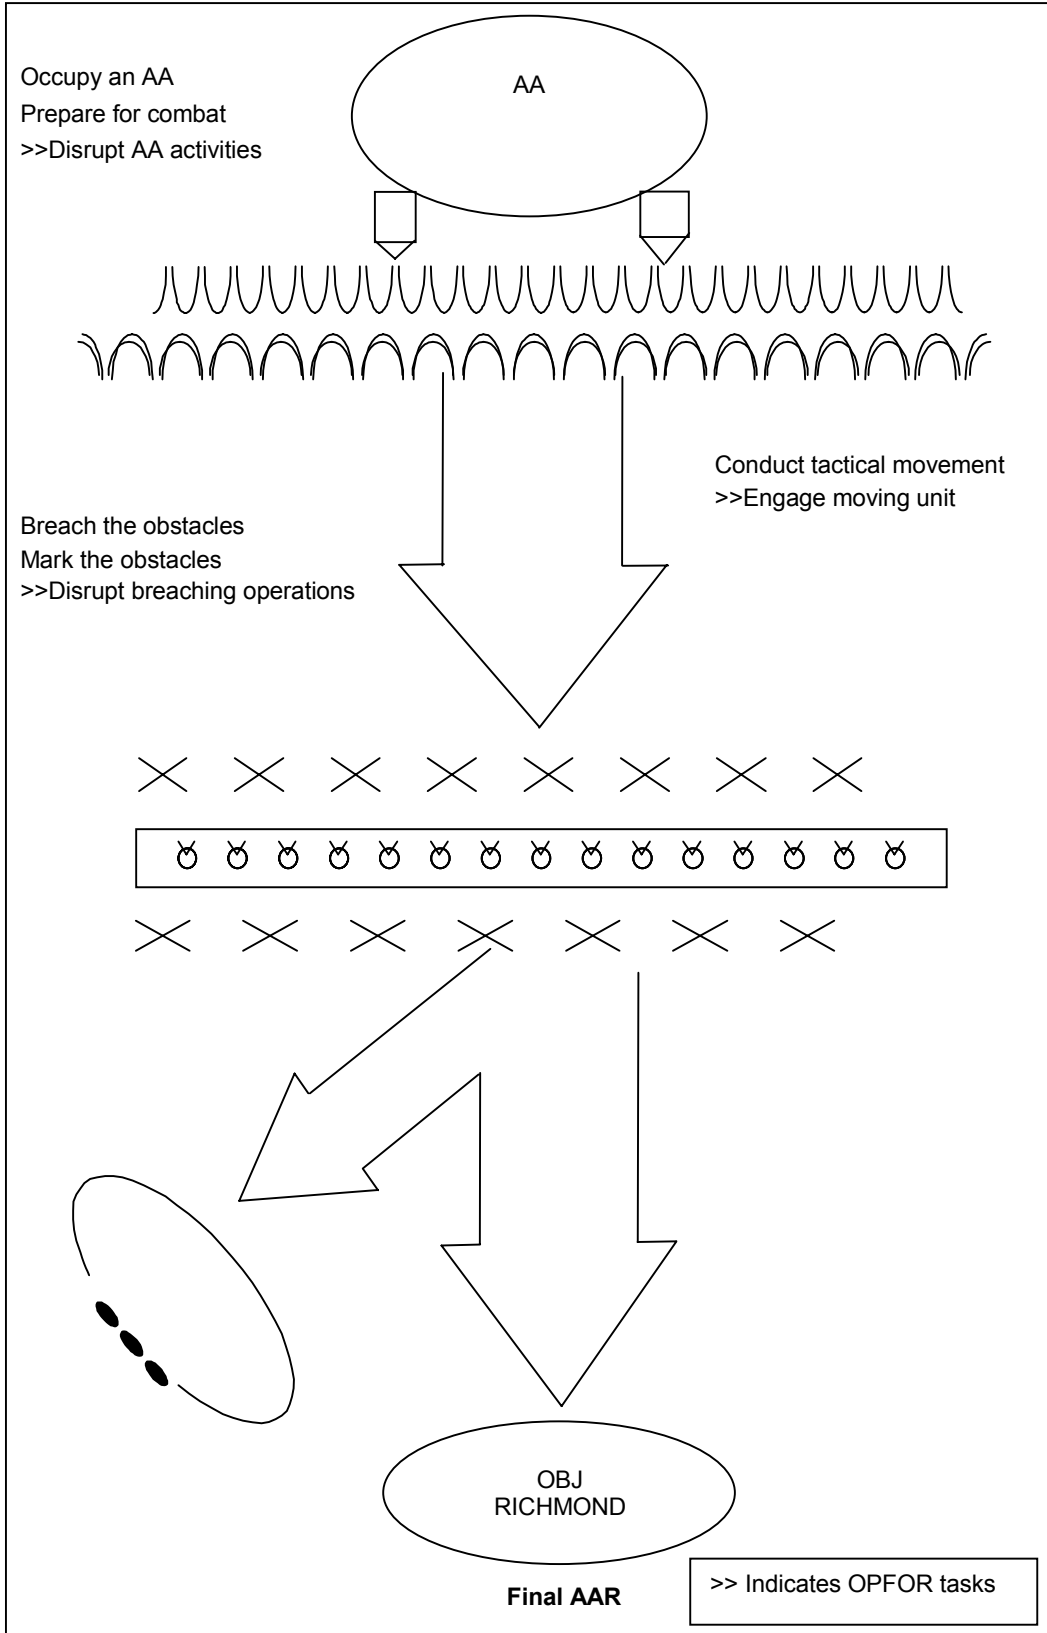 AA
Occupy an AA
Prepare for combat
>>Disrupt AA activities
Conduct tactical movement
>>Engage moving unit
Breach the obstacles
Mark the obstacles
>>Disrupt breaching operations
OBJ
RICHMOND
Final AAR
>> Indicates OPFOR tasks